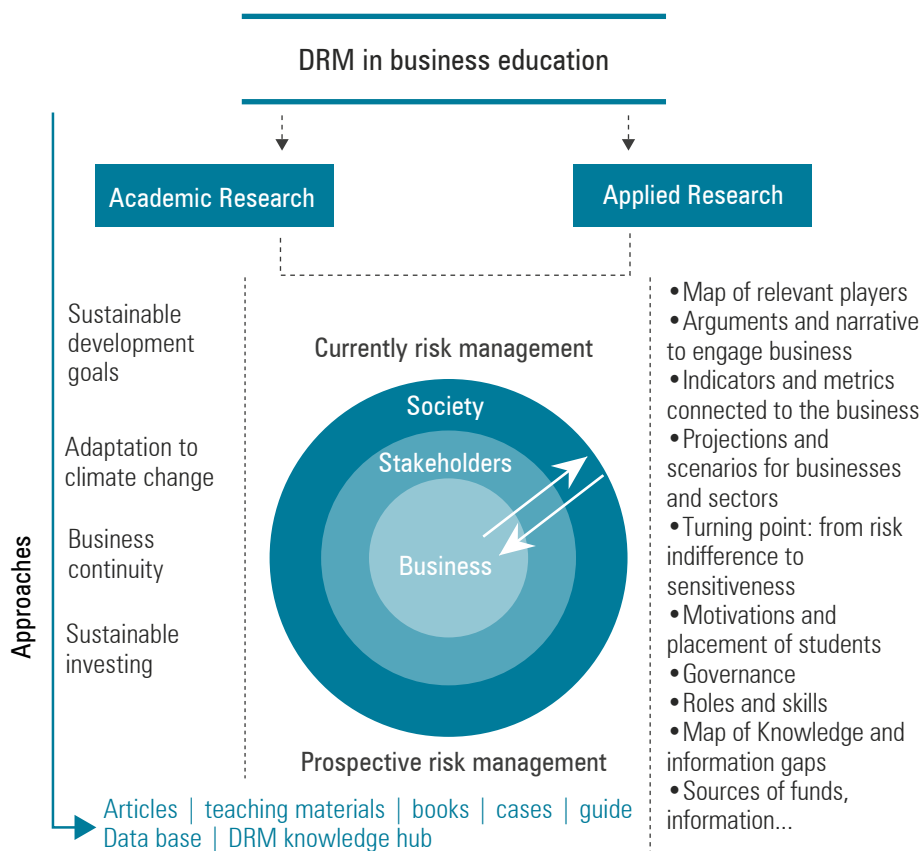 DRM in business education
Academic Research
Applied Research
Approaches
Sustainable
development
goals
Adaptation to
climate change
Business
continuity
Sustainable
investing
Currently risk management
Society
Stakeholders
Business
Prospective risk management
•Map of relevant players
•Arguments and narrative
to engage business
•Indicators and metrics
connected to the business
•Projections and
scenarios for businesses
and sectors
•Turning point: from risk
indifference to
sensitiveness
•Motivations and
placement of students
•Governance
•Roles and skills
•Map of Knowledge and
information gaps
•Sources of funds,
information...
Articles | teaching materials | books | cases | guide
Data base | DRM knowledge hub